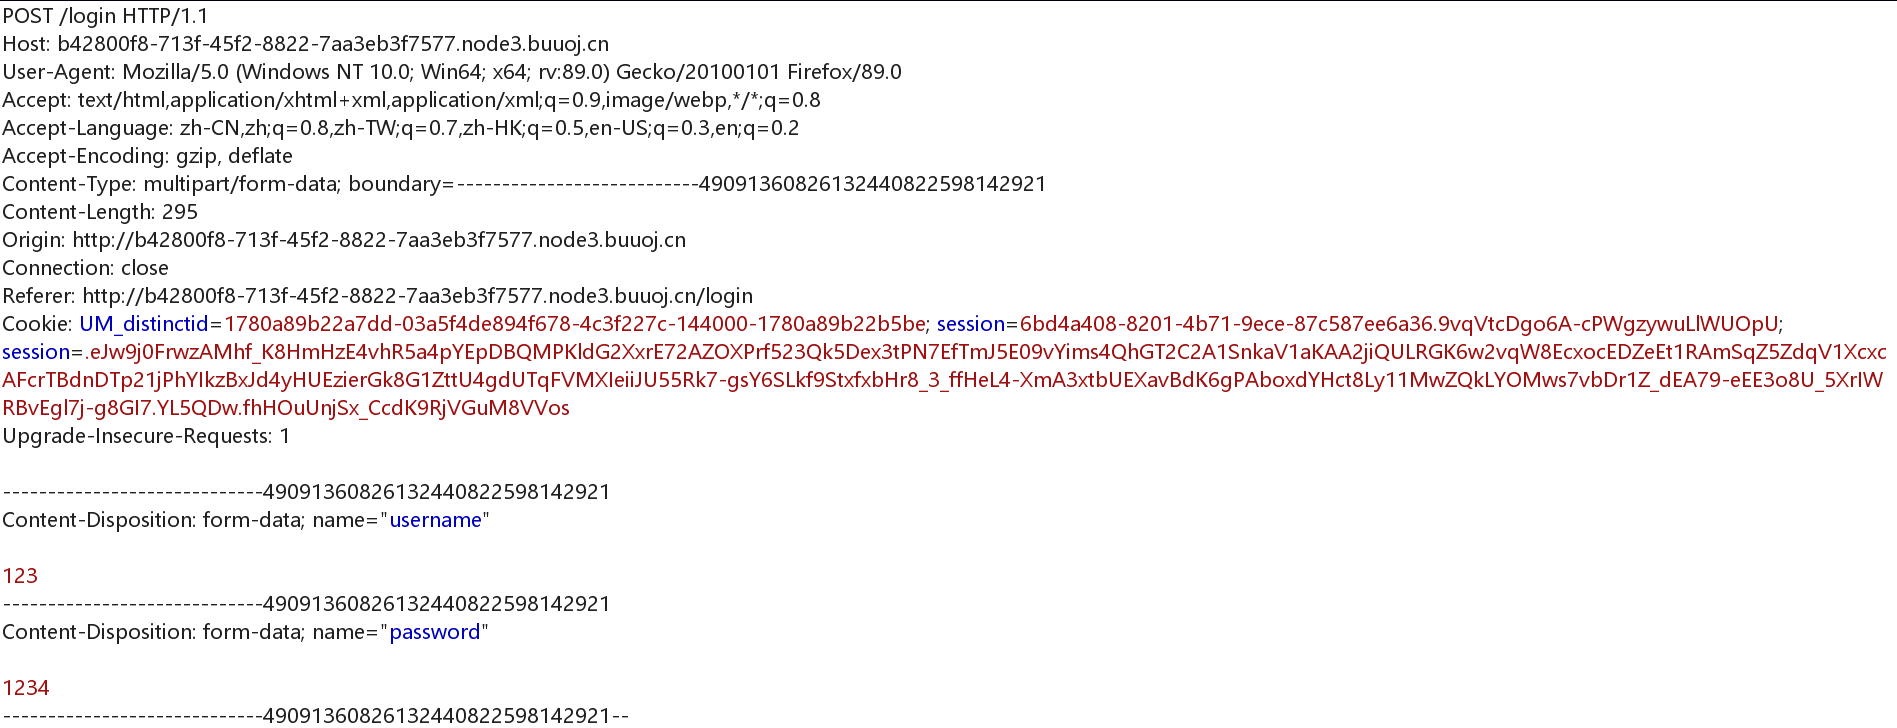 POST /login HTTP/1.1
Host: b42800f8-713f-45f2-8822-7aa3eb3f7577.node3.buuoj.cn
User-Agent: Mozilla/5.0 (Windows NT 10.0; Win64; x64; rv:89.0) Gecko/20100101 Firefox/89.0
Accept: text/html,application/xhtml+xml,application/xml;q=0.9,image/webp,*/*;q=0.8
Accept-Language: zh-CN,zh;q=0.8,zh-TW;q=0.7,zh-HK;q=0.5,en-US;q=0.3,en;q=0.2
Accept-Encoding: gzip, deflate
Content-Type: multipart/form-data; boundary=---------------------------490913608261324408225981​42921
Content-Length: 295
Origin: http://b42800f8-713f-45f2-8822-7aa3eb3f7577.node3.buuoj.cn
Connection: close
Referer: http://b42800f8-713f-45f2-8822-7aa3eb3f7577.node3.buuoj.cn/login
Cookie: UM_distinctid=1780a89b22a7dd-03a5f4de894f678-4c3f227c-144000-1780a89b22b5be; session=6bd4a408-8201-4b71-9ece-87c587ee6a36.9vqVtcDgo6A-cPWgzywuLlWUOpU;
session=.eJw9j0FrwzAMhf_K8HmHzE4vhR5a4pYEpDBQMPKldG2XxrE72AZOXPrf523Qk5Dex3tPN7EfTmJ5E09vYims4QhGT2C2A1SnkaV1aKAA2jiQULRGK6w2vqW8EcxocEDZeEt1RAmSqZ5ZdqV1Xcxc
AFcrTBdnDTp21jPhYIkzBxJd4yHUEzierGk8G1ZttU4gdUTqFVMXIeiiJU55Rk7-gsY6SLkf9StxfxbHr8_3_ffHeL4-XmA3xtbUEXavBdK6gPAboxdYHct8Ly11MwZQkLYOMws7vbDr1Z_dEA79-eEE3o8U_5XrIW
RBvEgl7j-g8GI7.YL5QDw.fhHOuUnjSx_CcdK9RjVGuM8VVos
Upgrade-Insecure-Requests: 1
-----------------------------49091360826132440822598142921
Content-Disposition: form-data; name="username"
123
-----------------------------49091360826132440822598142921
Content-Disposition: form-data; name="password"
1234
-----------------------------49091360826132440822598142921--